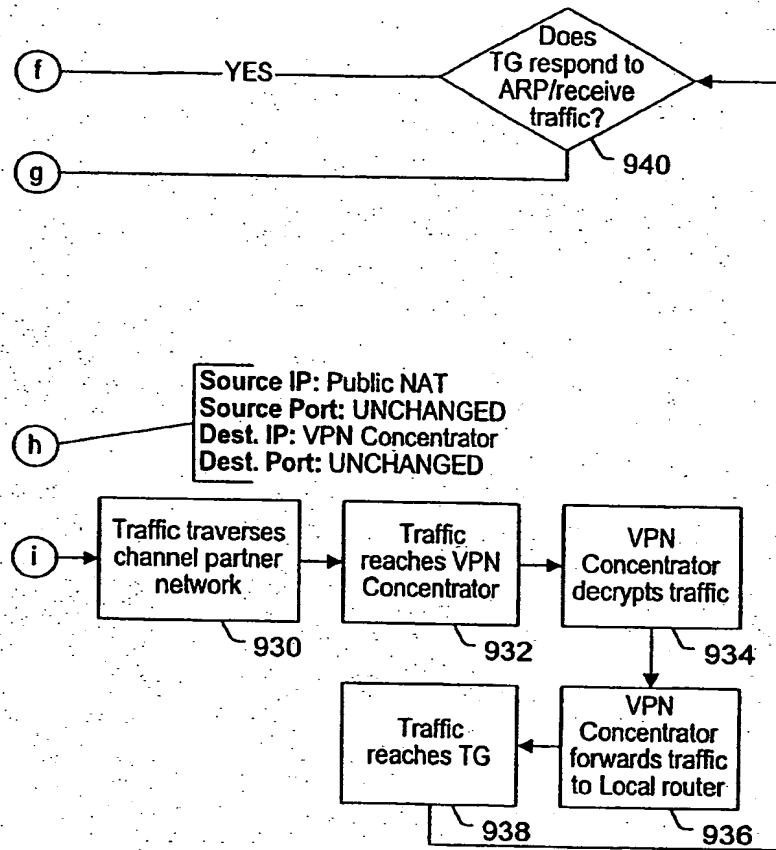 Does
TG respond to
ARP/receive
traffic?
f
YES
940
g
Source IP: Public NAT
Source Port: UNCHANGED
Dest. IP: VPN Concentrator
Dest. Port: UNCHANGED
h
i
Traffic traverses
channel partner
network
930
Traffic
reaches VPN
Concentrator
932
VPN
Concentrator
decrypts traffic
934
VPN
Concentrator
forwards traffic
to Local router
936
Traffic
reaches TG
938